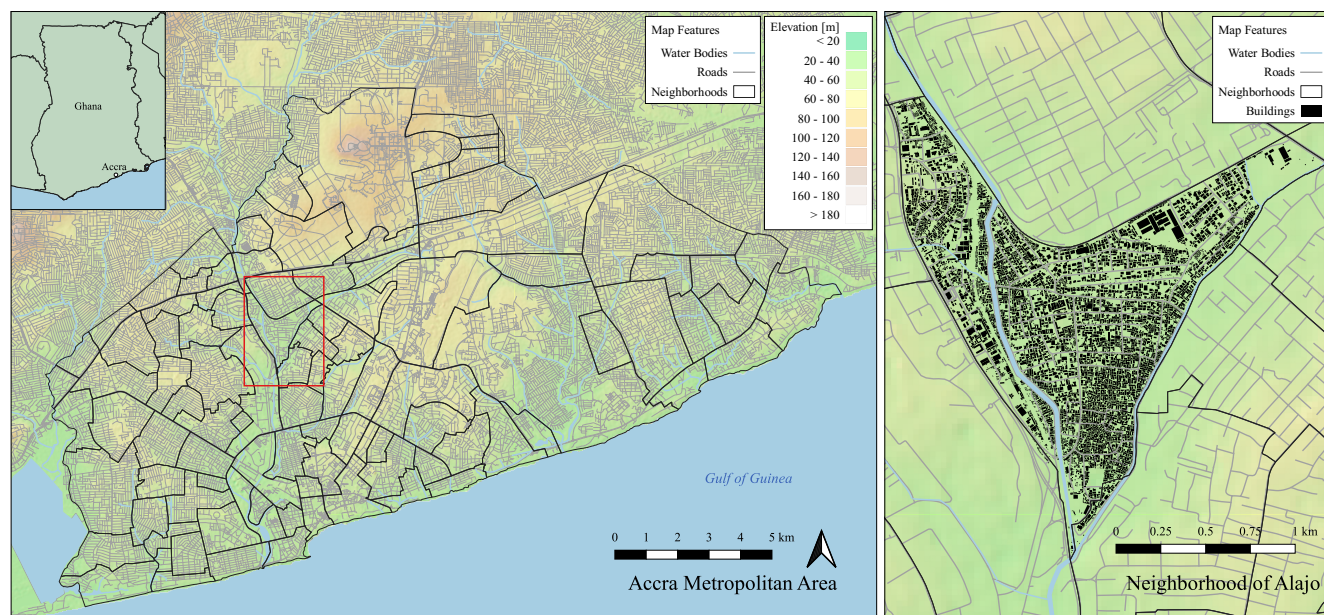 Ghana
Accra
Map Features
Water Bodies
Roads
Neighborhoods
Elevation [m]
< 20
20 - 40
40 - 60
60 - 80
80 - 100
100 - 120
120 - 140
140 - 160
160 - 180
> 180
Gulf of Guinea
0 1 2 3 4 5 km
Accra Metropolitan Area
Map Features
Water Bodies
Roads
Neighborhoods
Buildings
0 0.25 0.5 0.75 1 km
Neighborhood of Alajo